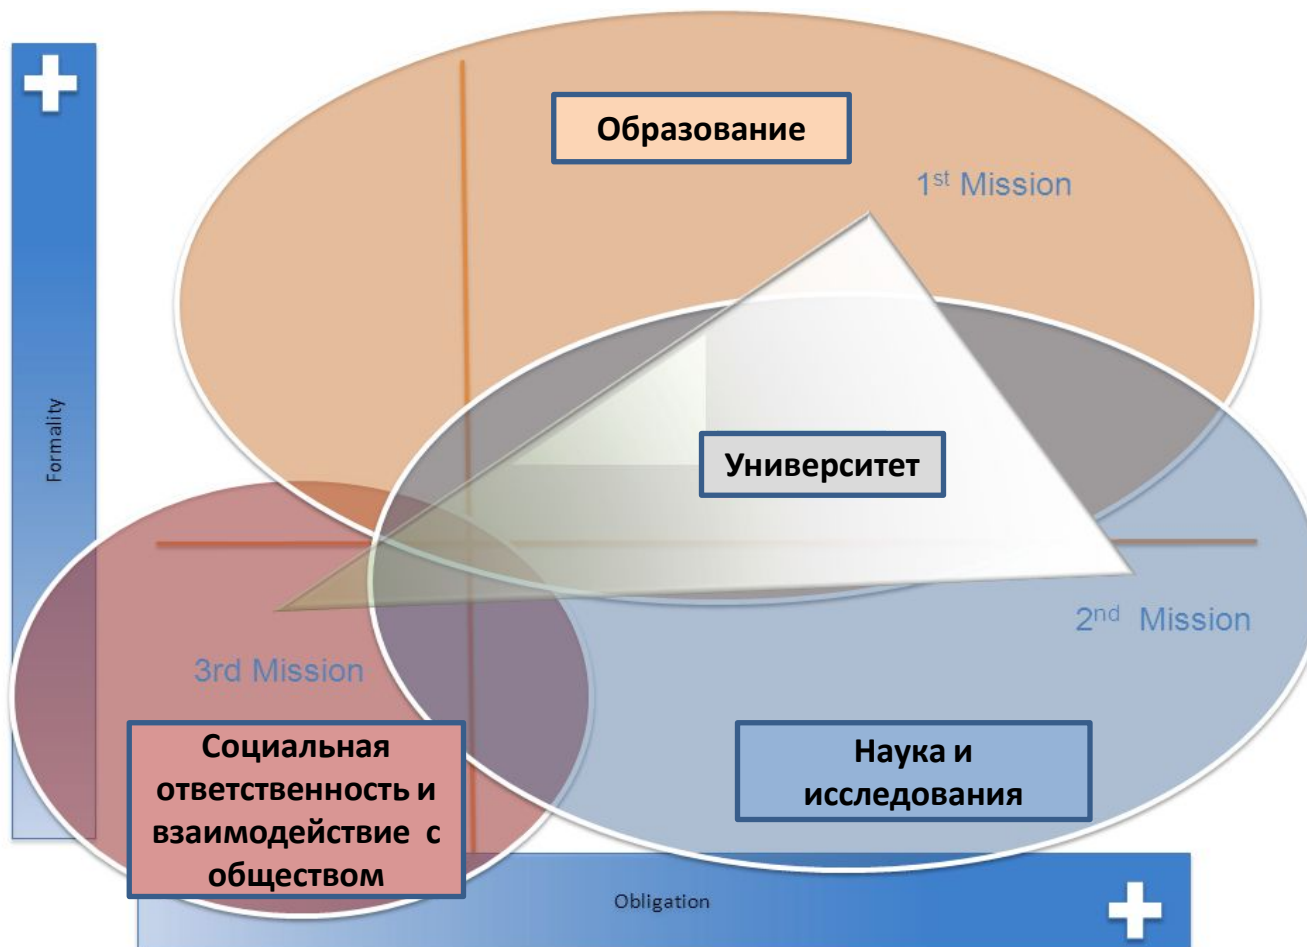 Образование
1st Mission
Formality
Университет
2nd Mission
3rd Mission
Социальная
ответственность и
взаимодействие с
обществом
Наука и
исследования
Obligation